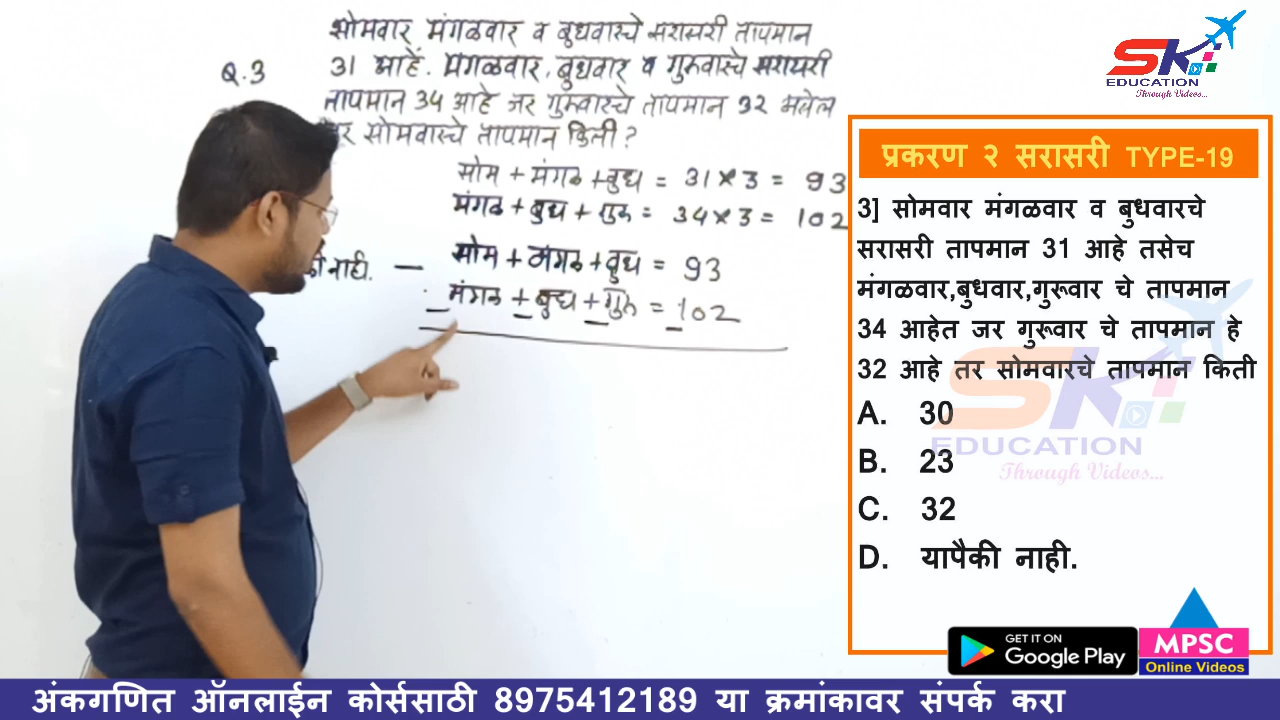 सोमवार मंगळवार व बुधवारचे सरासरी तापमान
Q.3 31 आहे. मंगळवार, बुधवार व गुरुवारचे सरासरी
तापमान 34 आहे जर गुरुवारचे तापमान 32 असेल
तर सोमवारचे तापमान किती?
सोम + मंगळ + बुध = 31 × 3 = 93
मंगळ + बुध + गुरु = 34 × 3 = 102
नाही. — सोम + मंगळ + बुध = 93
मंगळ + बुध + गुरु = 102
SK
EDUCATION
Through Videos...
प्रकरण २ सरासरी TYPE-19
3] सोमवार मंगळवार व बुधवारचे
सरासरी तापमान 31 आहे तसेच
मंगळवार,बुधवार,गुरूवार चे तापमान
34 आहेत जर गुरूवार चे तापमान हे
32 आहे तर सोमवारचे तापमान किती
A. 30
B. 23
C. 32
D. यापैकी नाही.
SK
EDUCATION
Through Videos...
GET IT ON
Google Play
MPSC
Online Videos
अंकगणित ऑनलाईन कोर्ससाठी 8975412189 या क्रमांकावर संपर्क करा